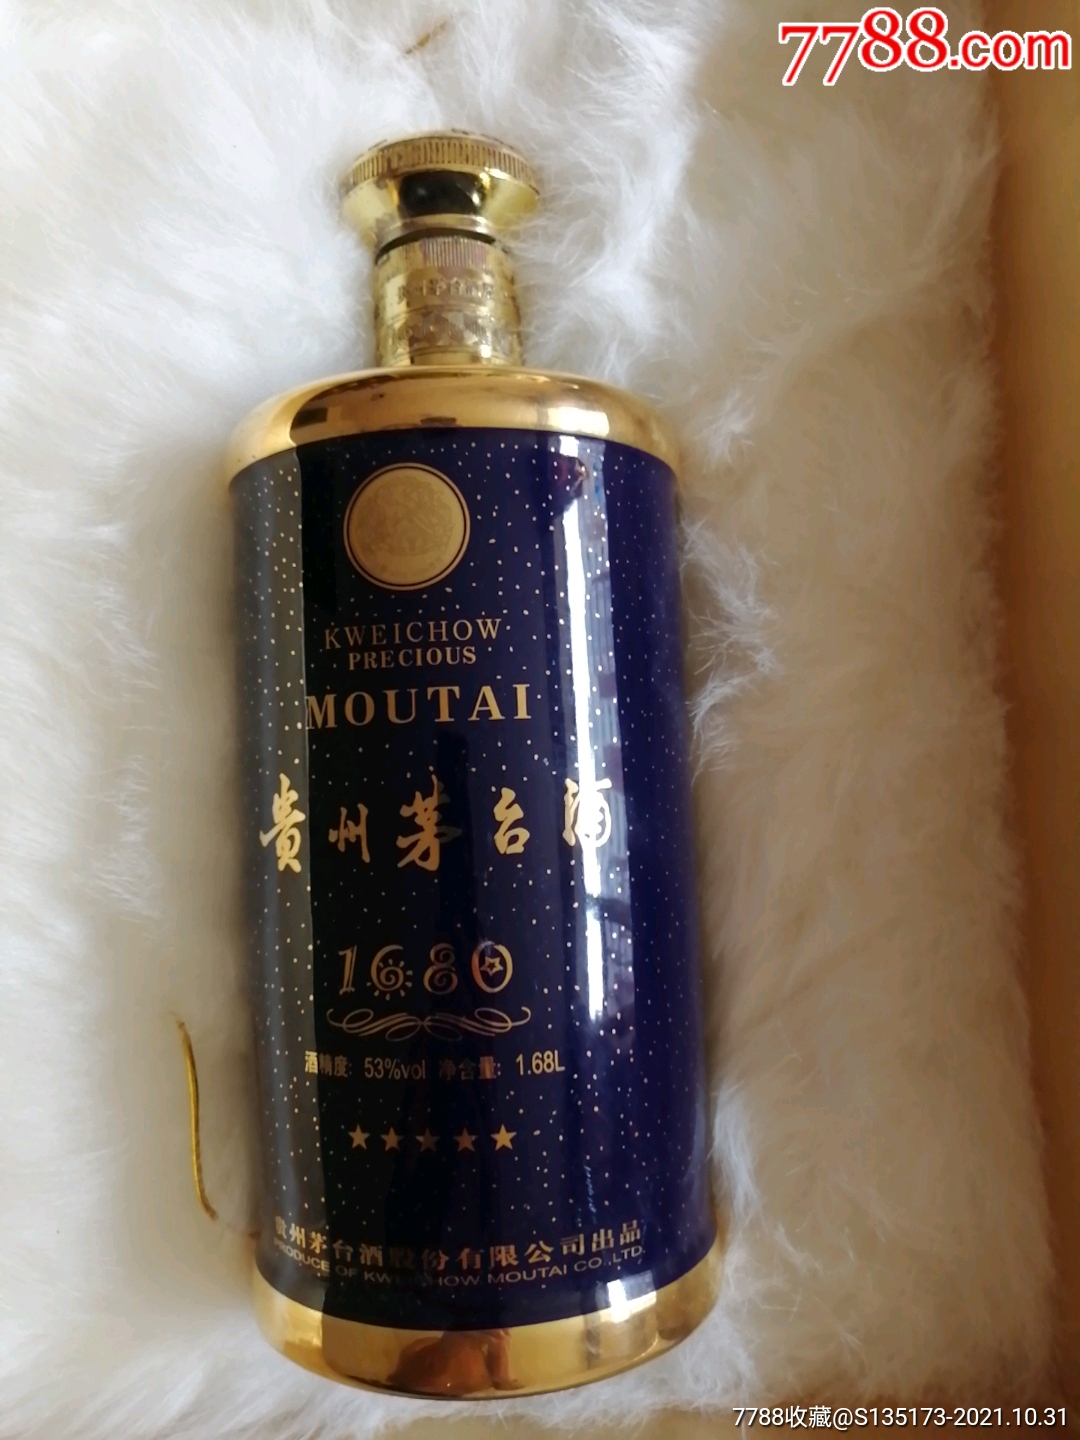 7788.com
KWEICHOW
PRECIOUS
MOUTAI
貴州茅台酒
1680
酒精度: 53%vol 净含量: 1.68L
★★★★★
貴州茅台酒股份有限公司出品
PRODUCE OF KWEICHOW MOUTAI CO.,LTD.
7788收藏@S135173-2021.10.31